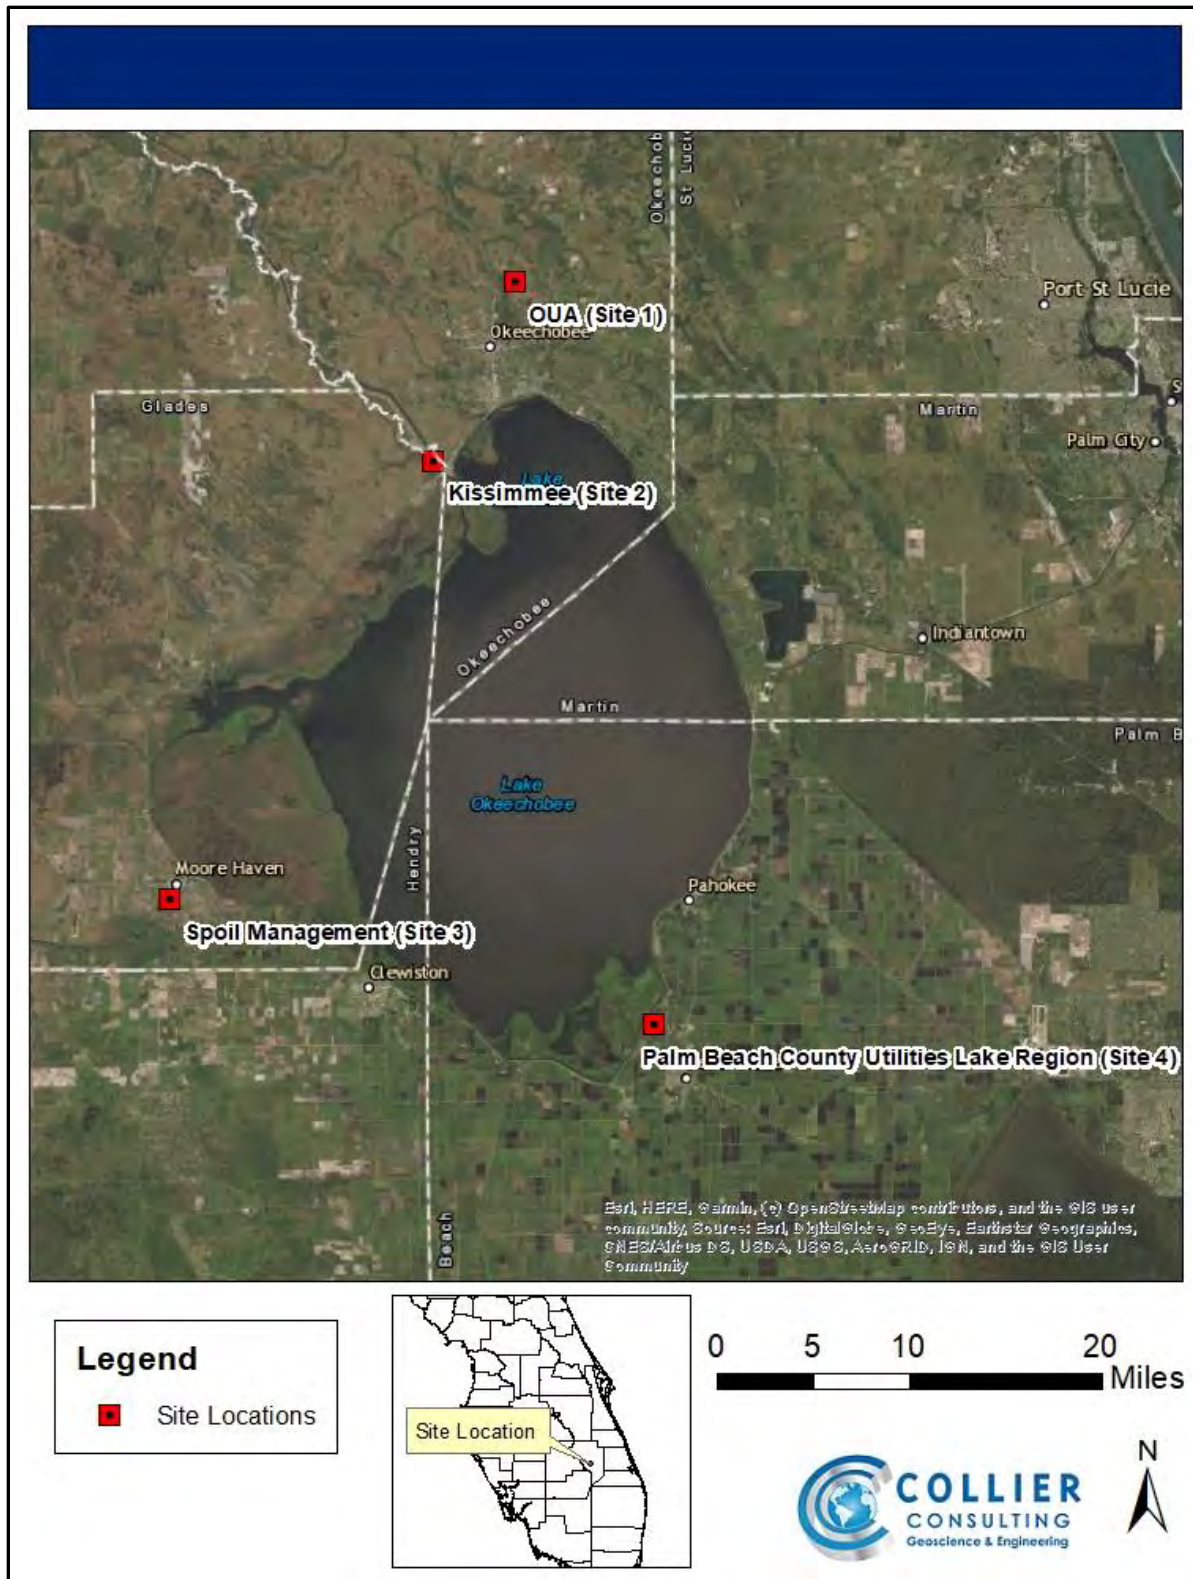 Okeechob
St Lucie
OUA (Site 1)
Okeechobee
Port St Lucie
Glades
Martin
S
Palm City
Lake
Kissimmee (Site 2)
Okeechobee
Indiantown
Martin
Palm B
Lake
Okeechobee
Hendry
Moore Haven
Pahokee
Spoil Management (Site 3)
Clewiston
Palm Beach County Utilities Lake Region (Site 4)
Beach
Esri, HERE, Garmin, (c) OpenStreetMap contributors, and the GIS user
community, Source: Esri, DigitalGlobe, GeoEye, Earthstar Geographics,
CNES/Airbus DS, USDA, USGS, AeroGRID, IGN, and the GIS User
Community
Legend
Site Locations
Site Location
0 5 10 20
Miles
N
COLLIER
CONSULTING
Geoscience & Engineering